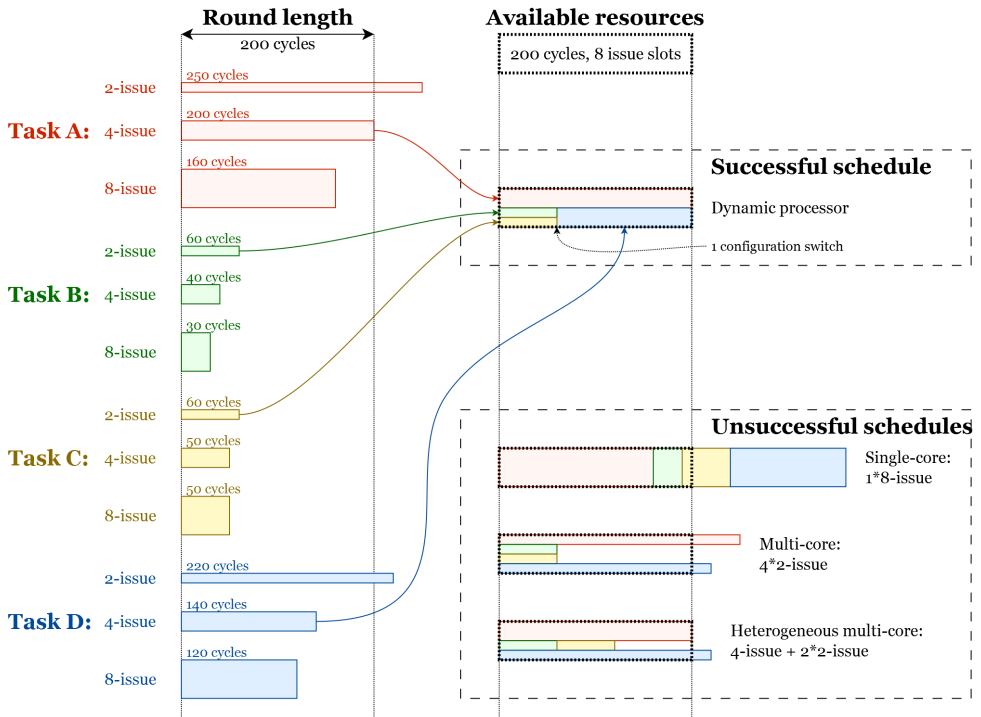 Round length
200 cycles
Available resources
200 cycles, 8 issue slots
Task A:
2-issue
250 cycles
4-issue
200 cycles
8-issue
160 cycles
Task B:
2-issue
60 cycles
4-issue
40 cycles
8-issue
30 cycles
Task C:
2-issue
60 cycles
4-issue
50 cycles
8-issue
50 cycles
Task D:
2-issue
220 cycles
4-issue
140 cycles
8-issue
120 cycles
Successful schedule
Dynamic processor
1 configuration switch
Unsuccessful schedules
Single-core:
1*8-issue
Multi-core:
4*2-issue
Heterogeneous multi-core:
4-issue + 2*2-issue